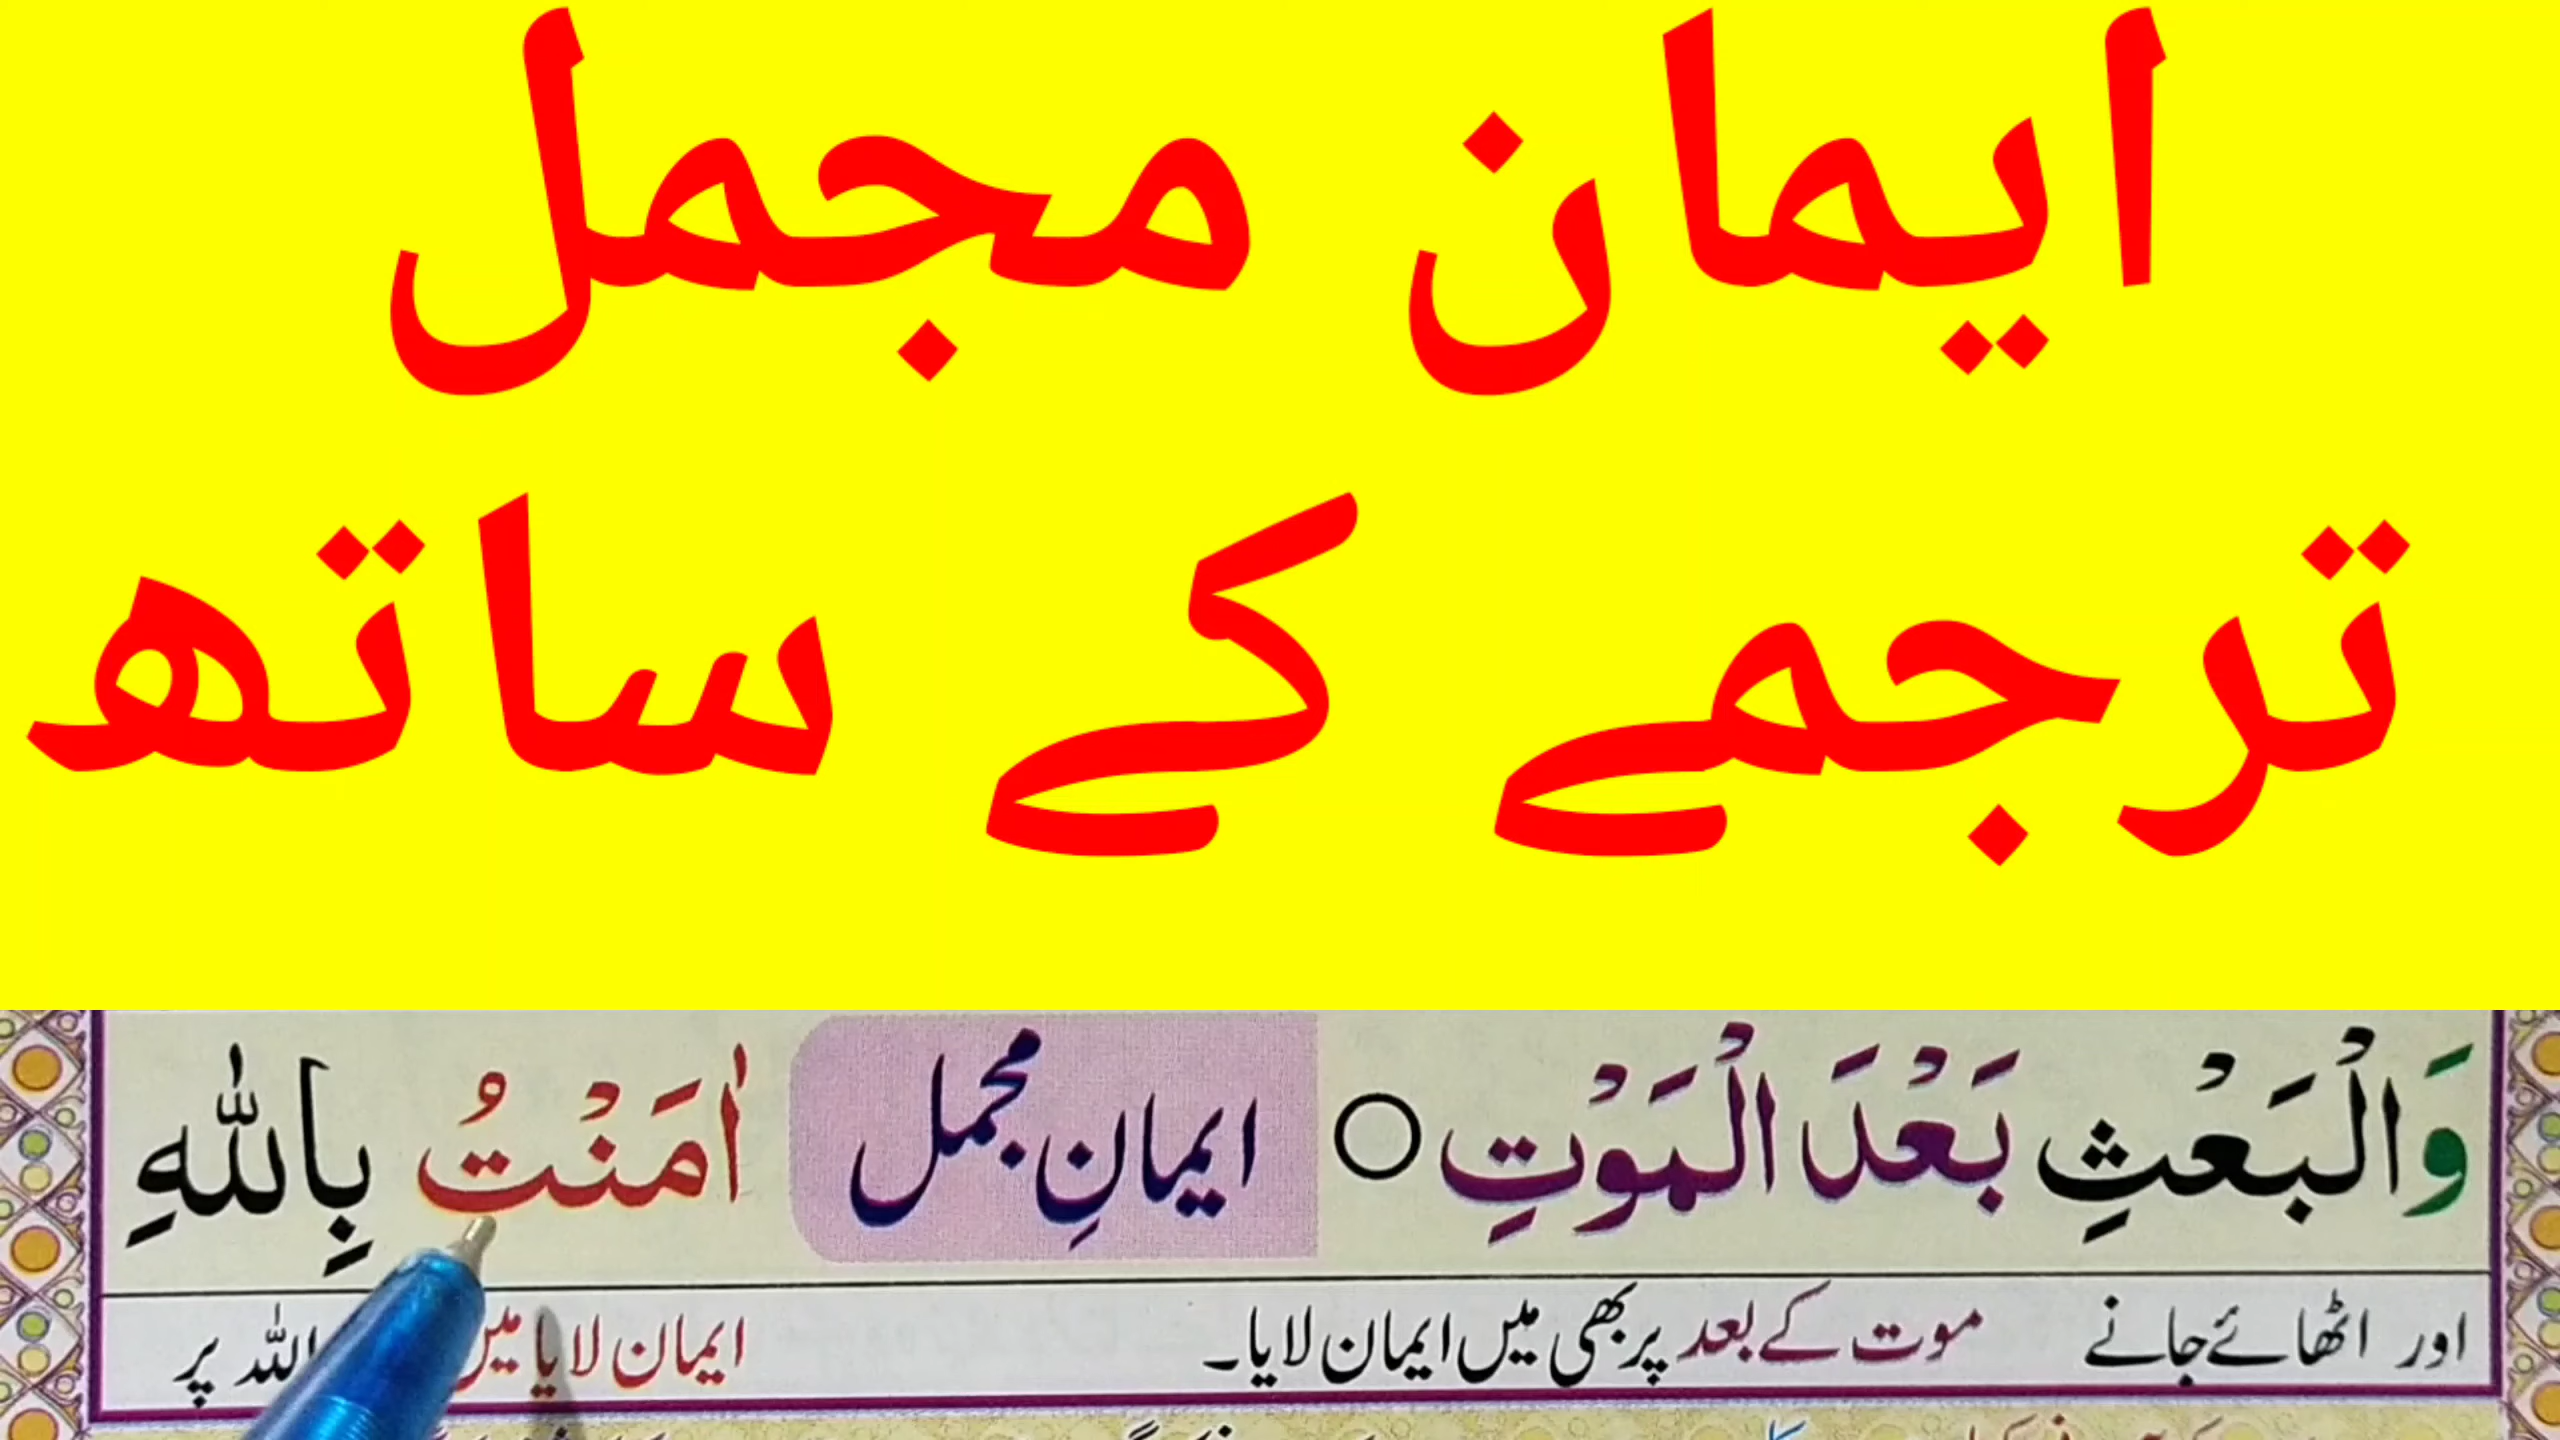 ایمان مجمل
ترجمے کے ساتھ
وَالْبَعْثِ بَعْدَ الْمَوْتِ ایمانِ مجمل اٰمَنْتُ بِاللّٰهِ
اور اٹھائے جانے موت کے بعد پر بھی میں ایمان لایا۔ ایمان لایا میں اللہ پر